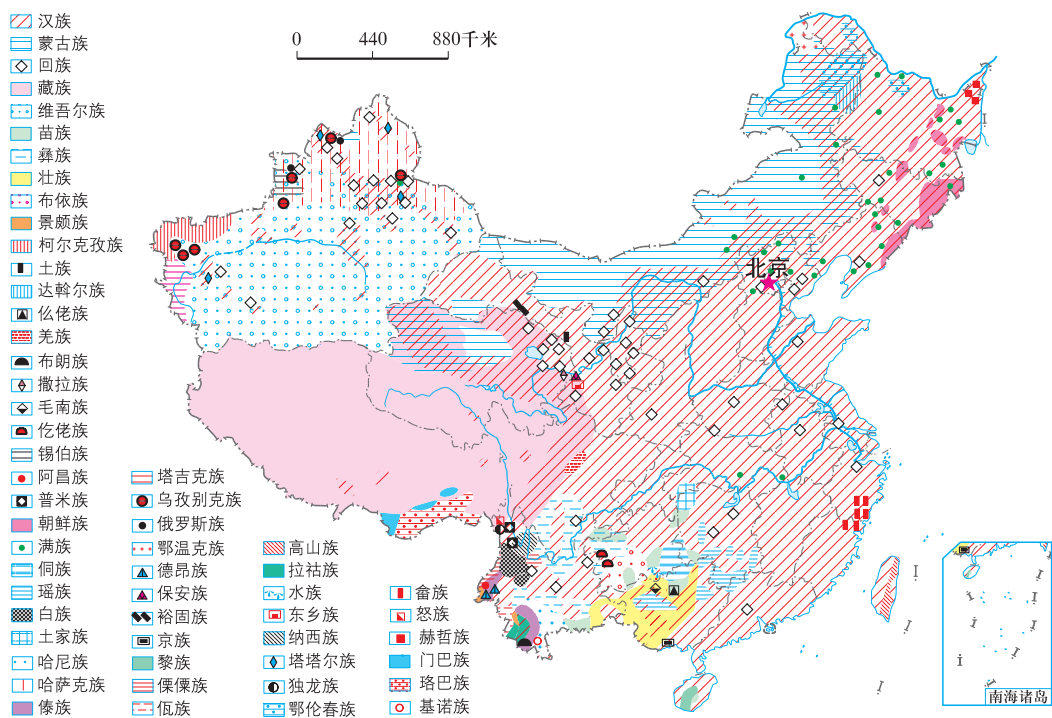 0 440 880千米
北京
南海诸岛
汉族
蒙古族
回族
藏族
维吾尔族
苗族
彝族
壮族
布依族
景颇族
柯尔克孜族
土族
达斡尔族
仫佬族
羌族
布朗族
撒拉族
毛南族
仡佬族
锡伯族
阿昌族
普米族
朝鲜族
满族
侗族
瑶族
白族
土家族
哈尼族
哈萨克族
傣族
塔吉克族
乌孜别克族
俄罗斯族
鄂温克族
德昂族
保安族
裕固族
京族
黎族
傈僳族
佤族
高山族
拉祜族
水族
东乡族
纳西族
塔塔尔族
独龙族
鄂伦春族
畲族
怒族
赫哲族
门巴族
珞巴族
基诺族